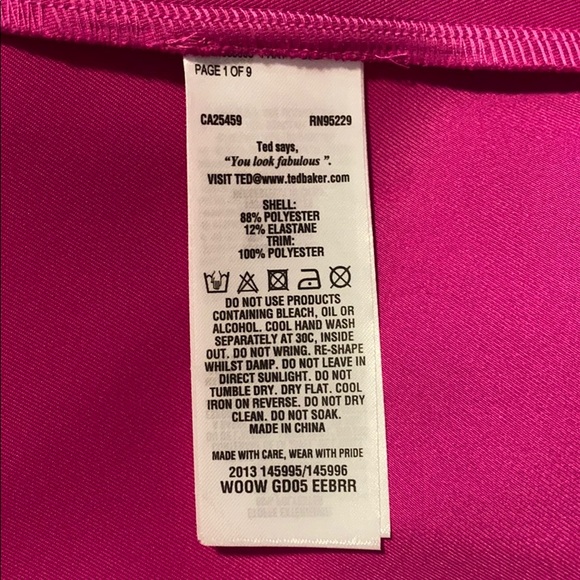 PAGE 1 OF 9
CA25459 RN95229
Ted says,
“You look fabulous ”.
VISIT TED@www.tedbaker.com
SHELL:
88% POLYESTER
12% ELASTANE
TRIM:
100% POLYESTER
DO NOT USE PRODUCTS
CONTAINING BLEACH, OIL OR
ALCOHOL. COOL HAND WASH
SEPARATELY AT 30C, INSIDE
OUT. DO NOT WRING. RE-SHAPE
WHILST DAMP. DO NOT LEAVE IN
DIRECT SUNLIGHT. DO NOT
TUMBLE DRY. DRY FLAT. COOL
IRON ON REVERSE. DO NOT DRY
CLEAN. DO NOT SOAK.
MADE IN CHINA
MADE WITH CARE, WEAR WITH PRIDE
2013 145995/145996
WOOW GD05 EEBRR